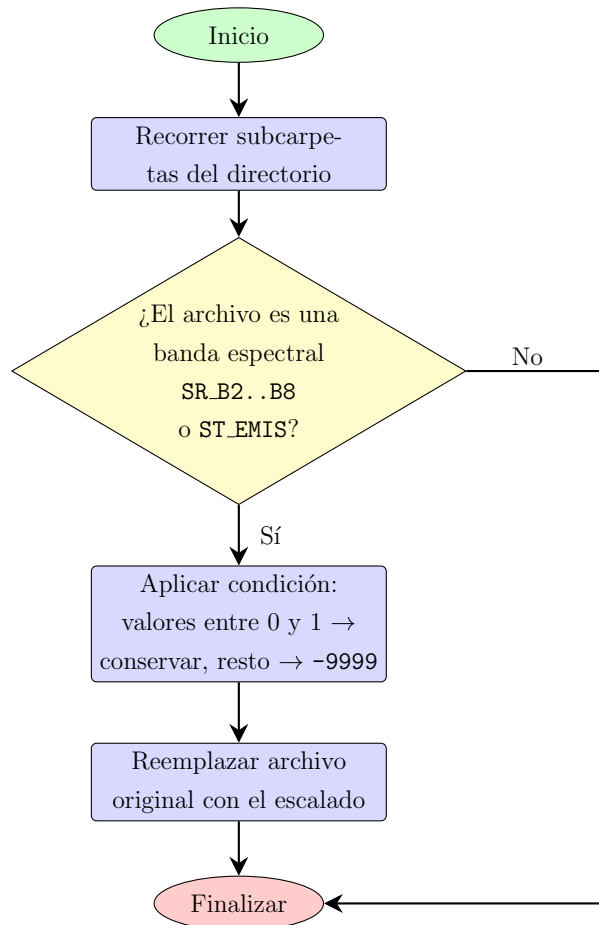 Inicio
Recorrer subcarpe-
tas del directorio
¿El archivo es una
banda espectral
SR_B2..B8
o ST_EMIS?
No
Sí
Aplicar condición:
valores entre 0 y 1 →
conservar, resto → -9999
Reemplazar archivo
original con el escalado
Finalizar